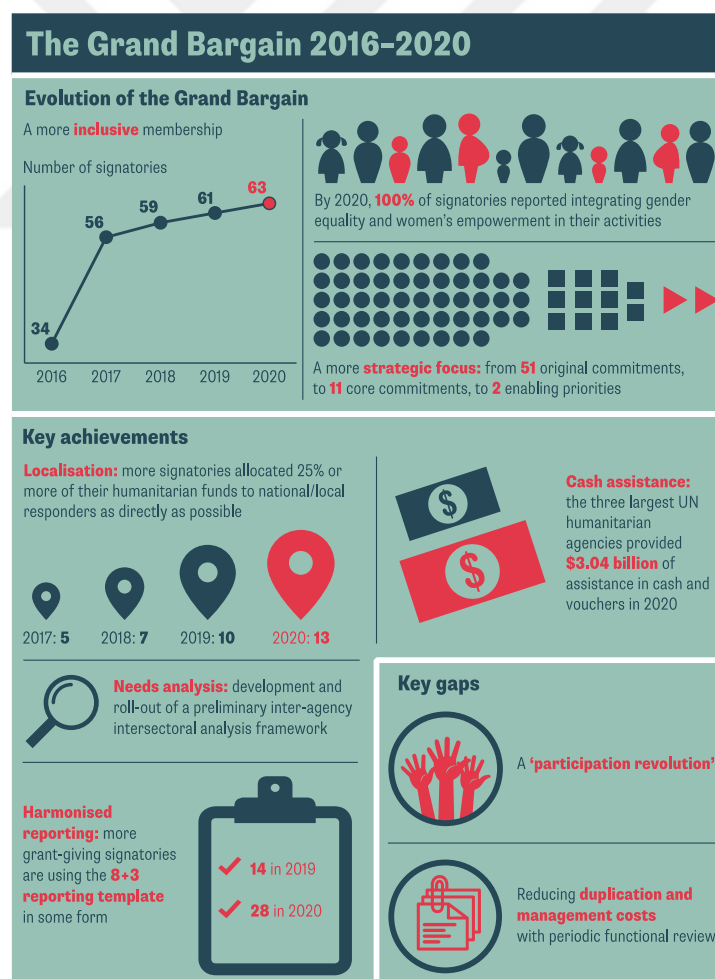 The Grand Bargain 2016–2020
Evolution of the Grand Bargain
A more inclusive membership
Number of signatories
34
56
59
61
63
2016 2017 2018 2019 2020
By 2020, 100% of signatories reported integrating gender
equality and women's empowerment in their activities
A more strategic focus: from 51 original commitments,
to 11 core commitments, to 2 enabling priorities
Key achievements
Localisation: more signatories allocated 25% or
more of their humanitarian funds to national/local
responders as directly as possible
2017: 5 2018: 7 2019: 10 2020: 13
$
$
Cash assistance:
the three largest UN
humanitarian
agencies provided
$3.04 billion of
assistance in cash and
vouchers in 2020
Needs analysis: development and
roll-out of a preliminary inter-agency
intersectoral analysis framework
Harmonised
reporting: more
grant-giving signatories
are using the 8+3
reporting template
in some form
14 in 2019
28 in 2020
Key gaps
A 'participation revolution'
Reducing duplication and
management costs
with periodic functional review